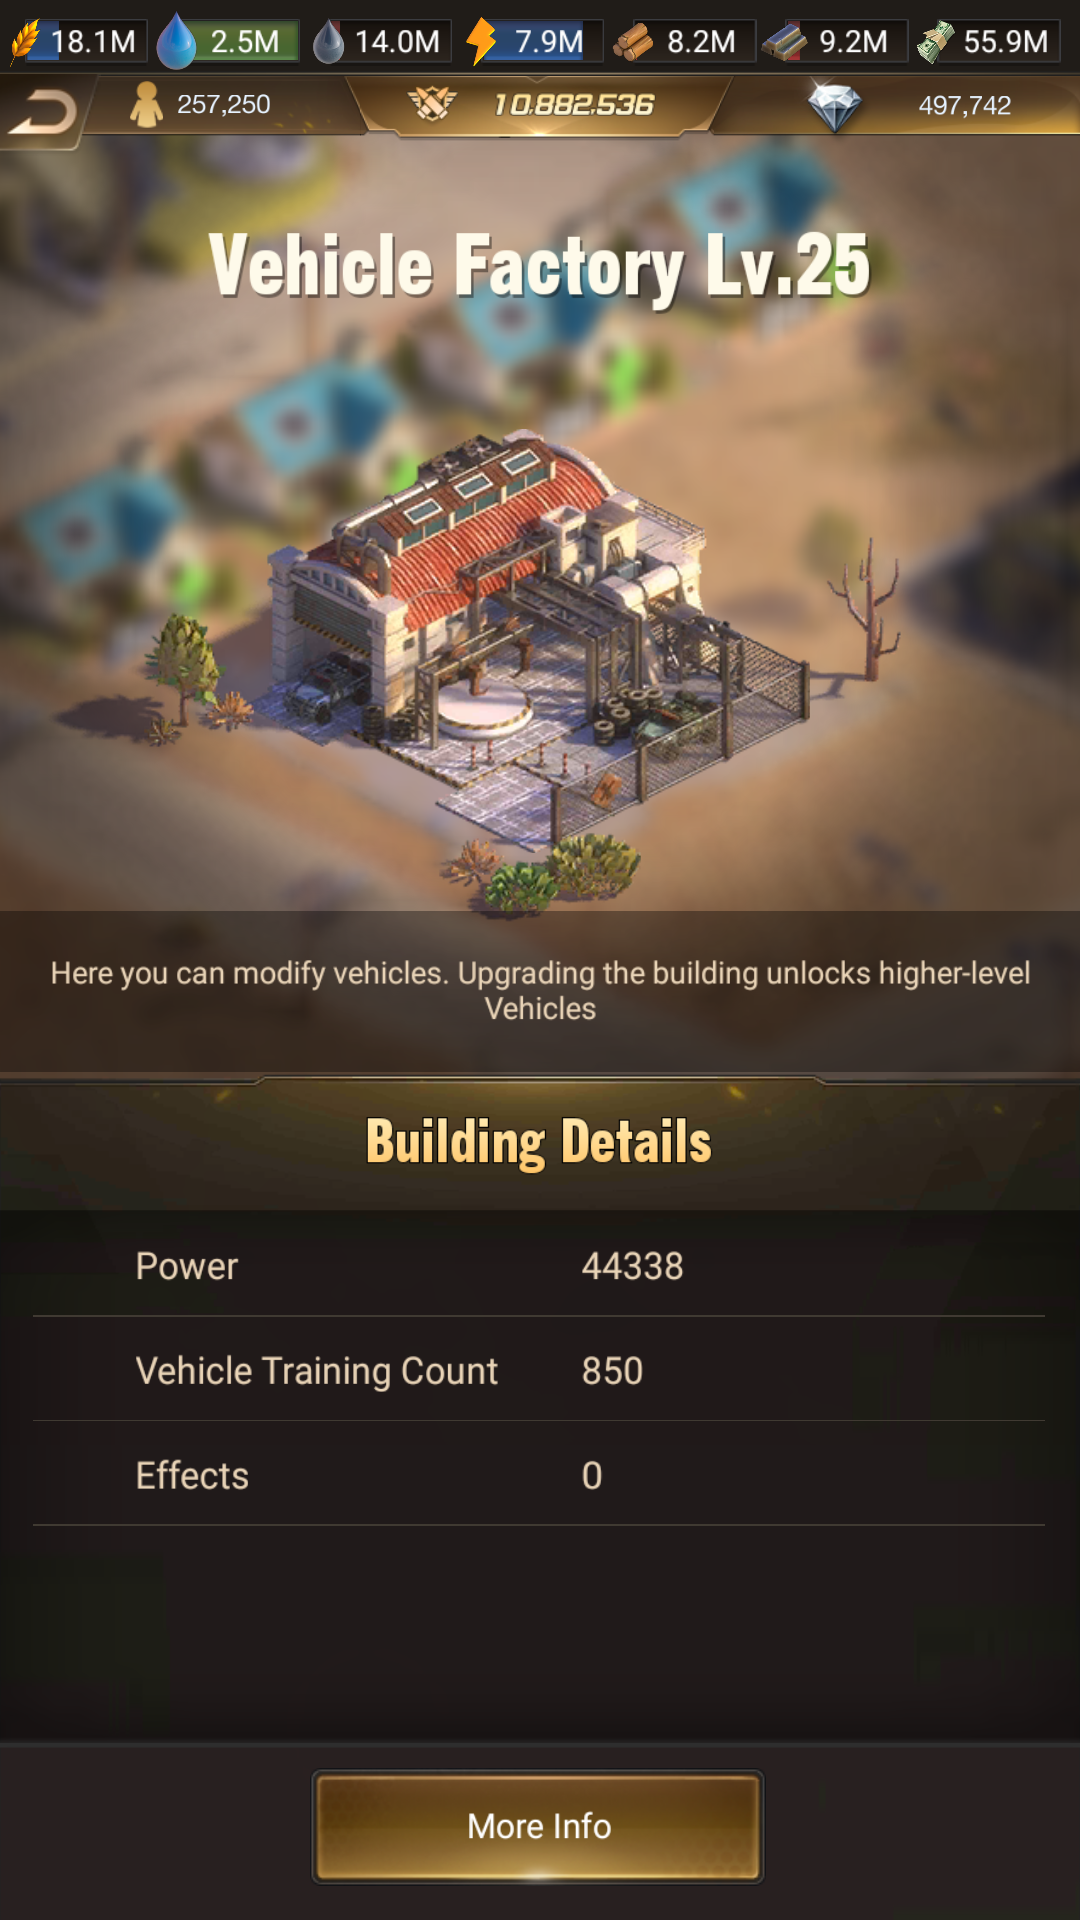 18.1M 2.5M 14.0M 7.9M 8.2M 9.2M 55.9M
257,250 10,882,536 497,742
Vehicle Factory Lv.25
Here you can modify vehicles. Upgrading the building unlocks higher-level
Vehicles
Building Details
Power 44338
Vehicle Training Count 850
Effects 0
More Info